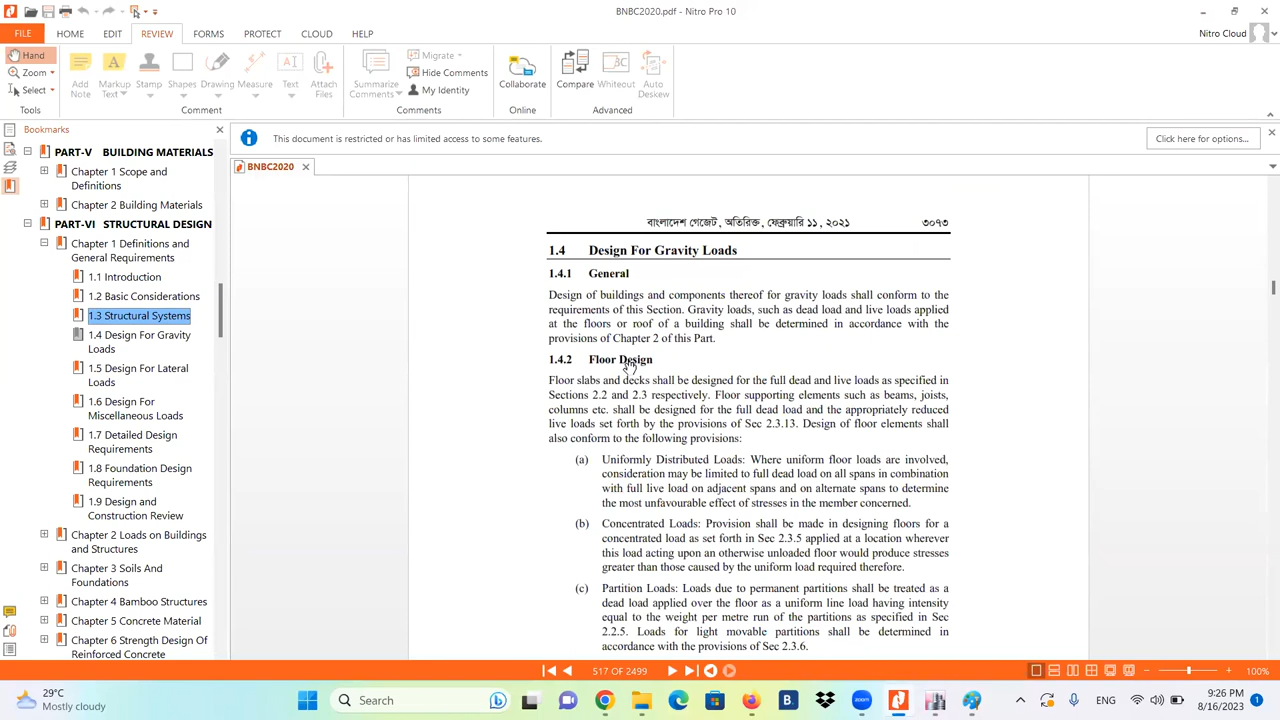 BNBC2020.pdf - Nitro Pro 10
FILE HOME EDIT REVIEW FORMS PROTECT CLOUD HELP
Nitro Cloud
Hand
Zoom
Select
Tools
Add Note
Markup Text
Stamp
Shapes
Drawing
Measure
Text
Attach Files
Comment
Summarize Comments
Migrate
Hide Comments
My Identity
Comments
Collaborate
Online
Compare
Whiteout
Auto Deskew
Advanced
Bookmarks
This document is restricted or has limited access to some features.
Click here for options...
BNBC2020
PART-V BUILDING MATERIALS
Chapter 1 Scope and
Definitions
Chapter 2 Building Materials
PART-VI STRUCTURAL DESIGN
Chapter 1 Definitions and
General Requirements
1.1 Introduction
1.2 Basic Considerations
1.3 Structural Systems
1.4 Design For Gravity
Loads
1.5 Design For Lateral
Loads
1.6 Design For
Miscellaneous Loads
1.7 Detailed Design
Requirements
1.8 Foundation Design
Requirements
1.9 Design and
Construction Review
Chapter 2 Loads on Buildings
and Structures
Chapter 3 Soils And
Foundations
Chapter 4 Bamboo Structures
Chapter 5 Concrete Material
Chapter 6 Strength Design Of
Reinforced Concrete
বাংলাদেশ গেজেট, অতিরিক্ত, ফেব্রুয়ারি ১১, ২০২১ ৩০৭৩
1.4 Design For Gravity Loads
1.4.1 General
Design of buildings and components thereof for gravity loads shall conform to the
requirements of this Section. Gravity loads, such as dead load and live loads applied
at the floors or roof of a building shall be determined in accordance with the
provisions of Chapter 2 of this Part.
1.4.2 Floor Design
Floor slabs and decks shall be designed for the full dead and live loads as specified in
Sections 2.2 and 2.3 respectively. Floor supporting elements such as beams, joists,
columns etc. shall be designed for the full dead load and the appropriately reduced
live loads set forth by the provisions of Sec 2.3.13. Design of floor elements shall
also conform to the following provisions:
(a) Uniformly Distributed Loads: Where uniform floor loads are involved,
consideration may be limited to full dead load on all spans in combination
with full live load on adjacent spans and on alternate spans to determine
the most unfavourable effect of stresses in the member concerned.
(b) Concentrated Loads: Provision shall be made in designing floors for a
concentrated load as set forth in Sec 2.3.5 applied at a location wherever
this load acting upon an otherwise unloaded floor would produce stresses
greater than those caused by the uniform load required therefore.
(c) Partition Loads: Loads due to permanent partitions shall be treated as a
dead load applied over the floor as a uniform line load having intensity
equal to the weight per metre run of the partitions as specified in Sec
2.2.5. Loads for light movable partitions shall be determined in
accordance with the provisions of Sec 2.3.6.
517 OF 2499
100%
29°C
Mostly cloudy
Search
B.
zoom
ENG
9:26 PM
8/16/2023
1